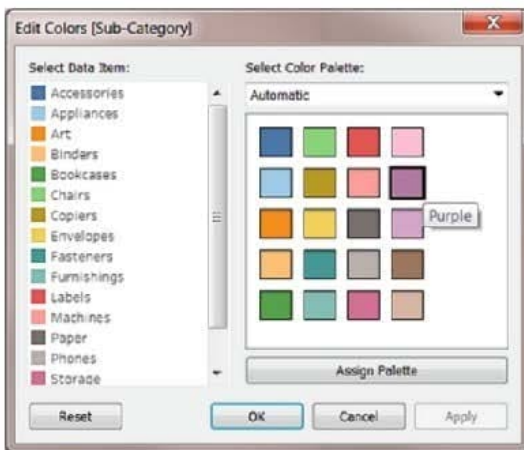 Edit Colors [Sub-Category]
Select Data Item:
Accessories
Appliances
Art
Binders
Bookcases
Chairs
Copiers
Envelopes
Fasteners
Furnishings
Labels
Machines
Paper
Phones
Storage
Select Color Palette:
Automatic
Purple
Assign Palette
Reset
OK
Cancel
Apply